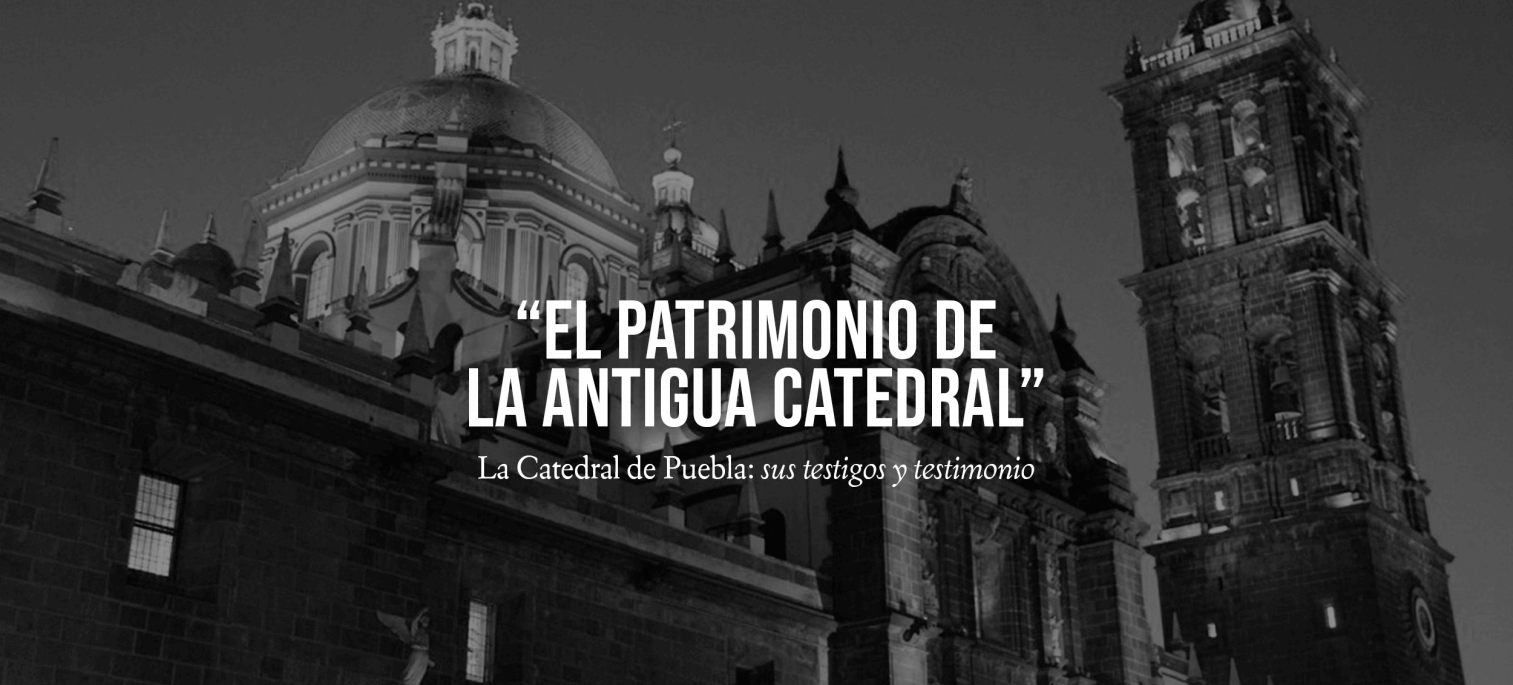 “EL PATRIMONIO DE
LA ANTIGUA CATEDRAL”
La Catedral de Puebla: sus testigos y testimonio